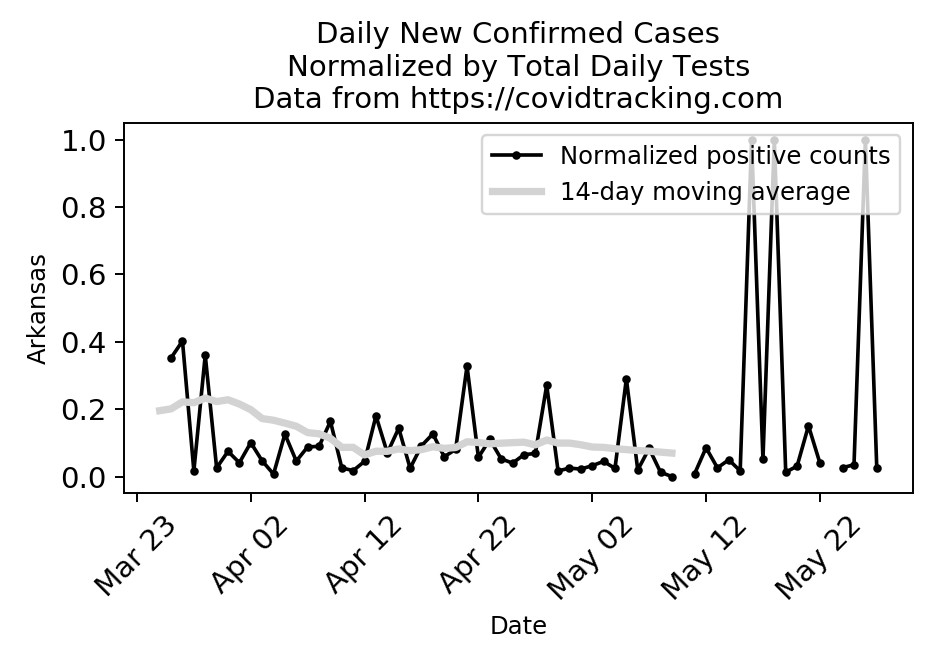 Daily New Confirmed Cases
Normalized by Total Daily Tests
Data from https://covidtracking.com
Normalized positive counts
14-day moving average
Arkansas
1.0
0.8
0.6
0.4
0.2
0.0
Mar 23
Apr 02
Apr 12
Apr 22
May 02
May 12
May 22
Date